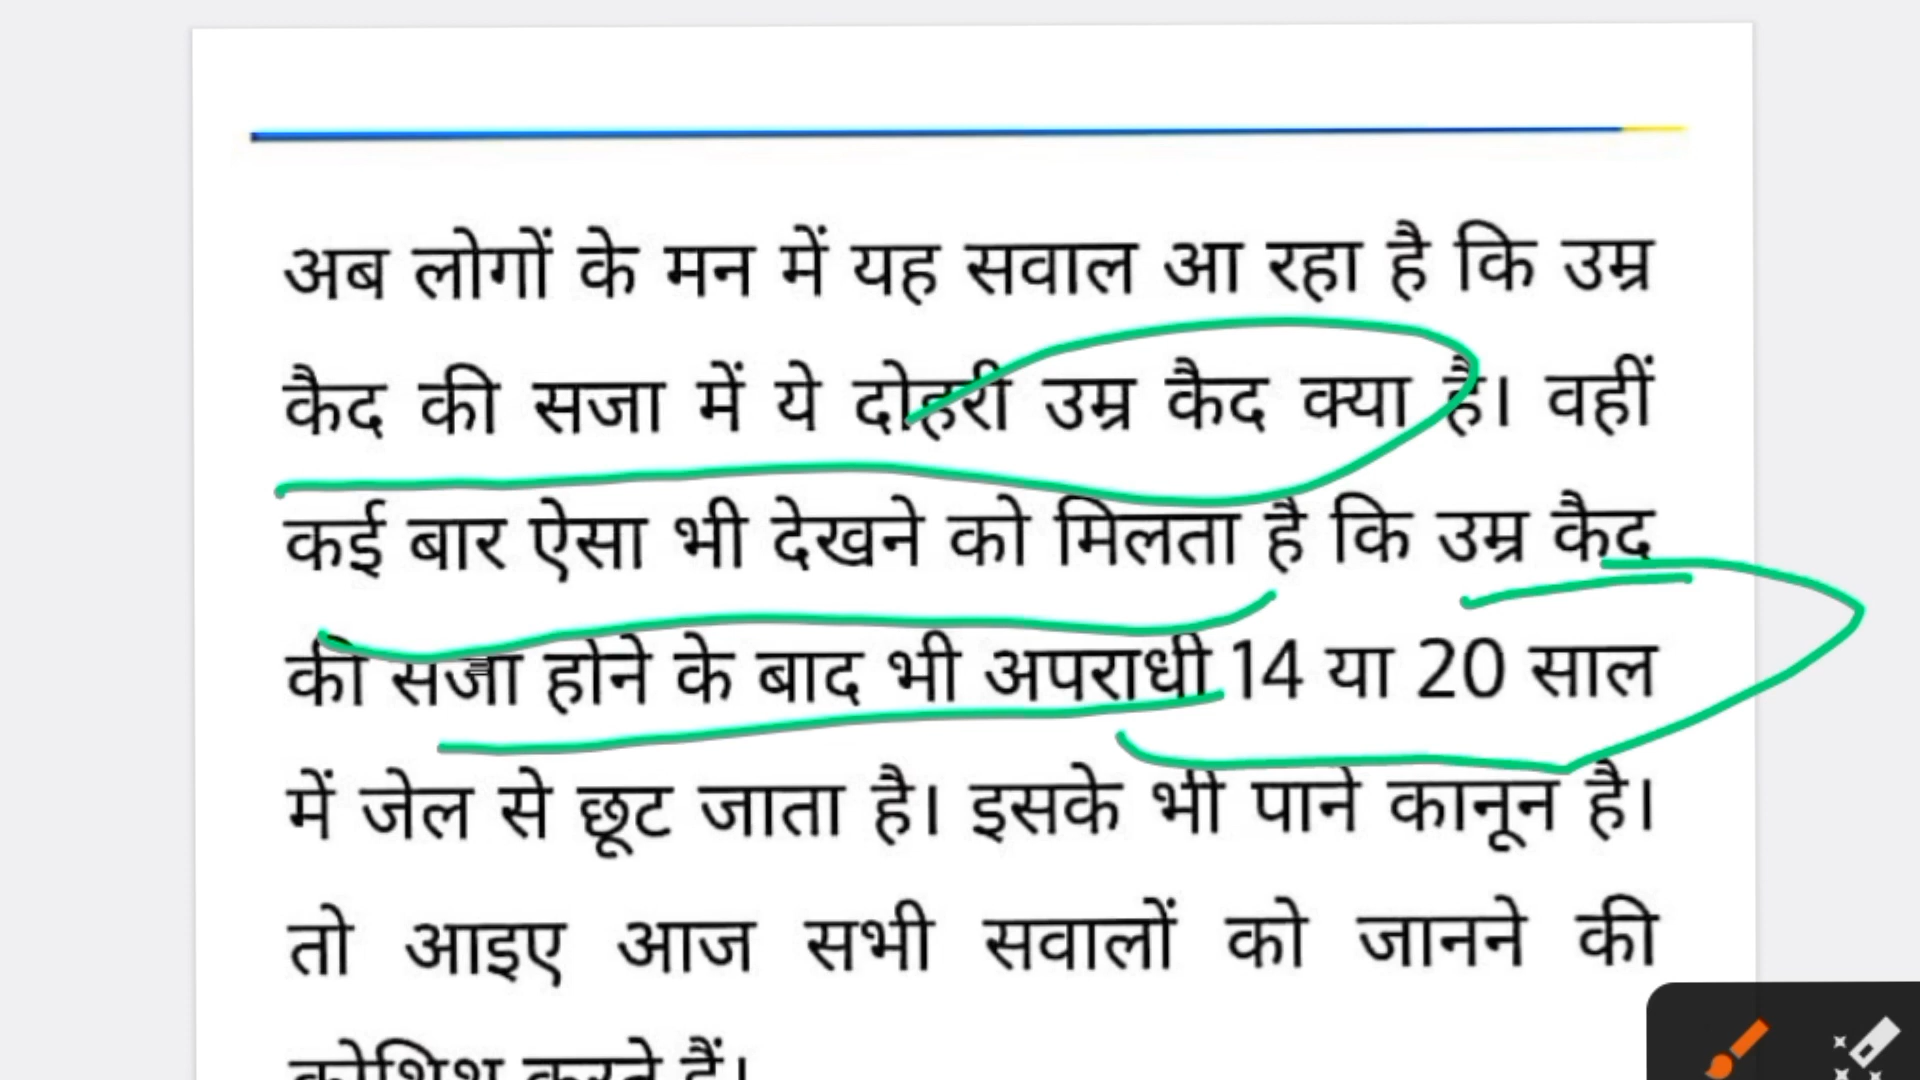 अब लोगों के मन में यह सवाल आ रहा है कि उम्र
कैद की सजा में ये दोहरी उम्र कैद क्या है। वहीं
कई बार ऐसा भी देखने को मिलता है कि उम्र कैद
की सजा होने के बाद भी अपराधी 14 या 20 साल
में जेल से छूट जाता है। इसके भी पाने कानून है।
तो आइए आज सभी सवालों को जानने की
कोशिश करते हैं।